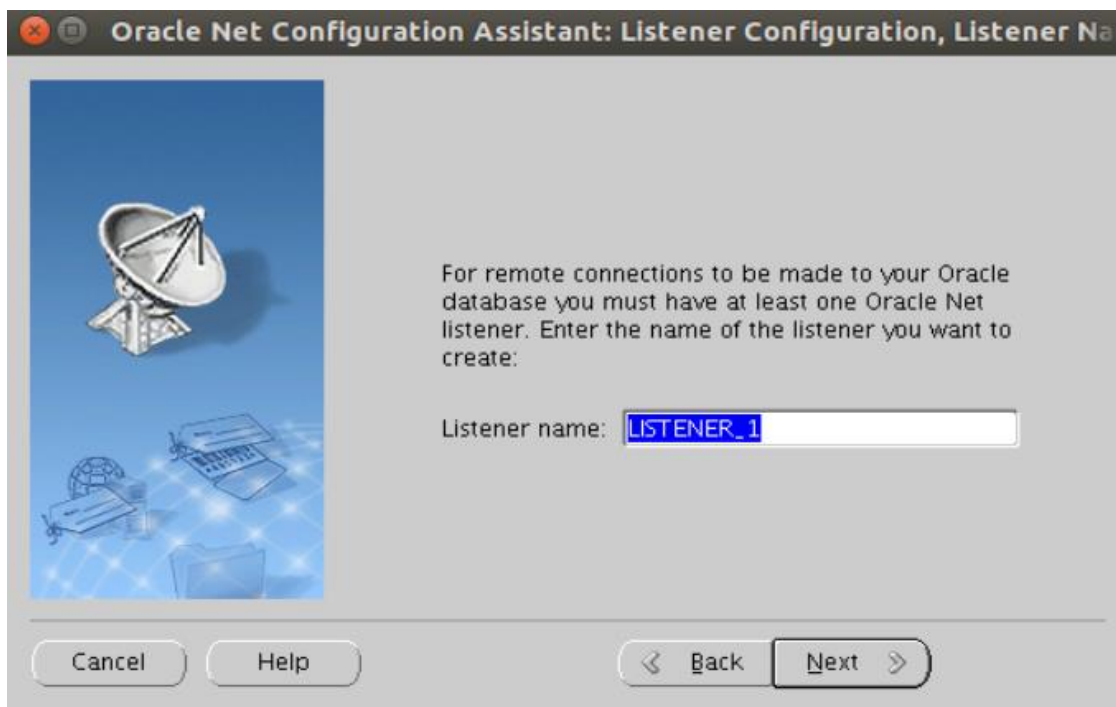 Oracle Net Configuration Assistant: Listener Configuration, Listener Na
For remote connections to be made to your Oracle
database you must have at least one Oracle Net
listener. Enter the name of the listener you want to
create:
Listener name: LISTENER_1
Cancel Help Back Next